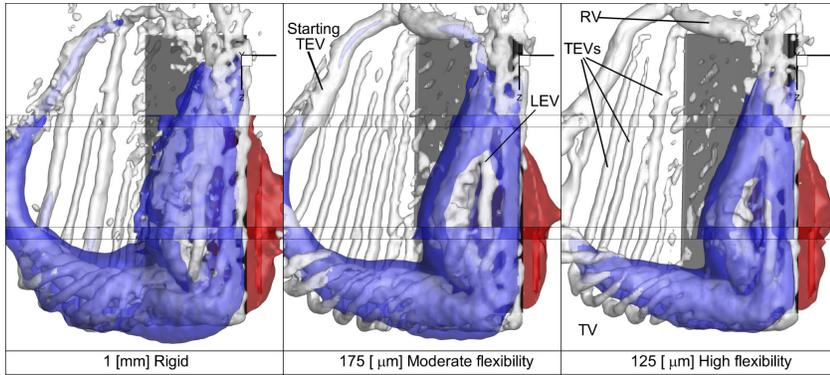 Starting
TEV
LEV
RV
TEVs
TV
Z
Z
Z
1 [mm] Rigid
175 [ μm] Moderate flexibility
125 [ μm] High flexibility